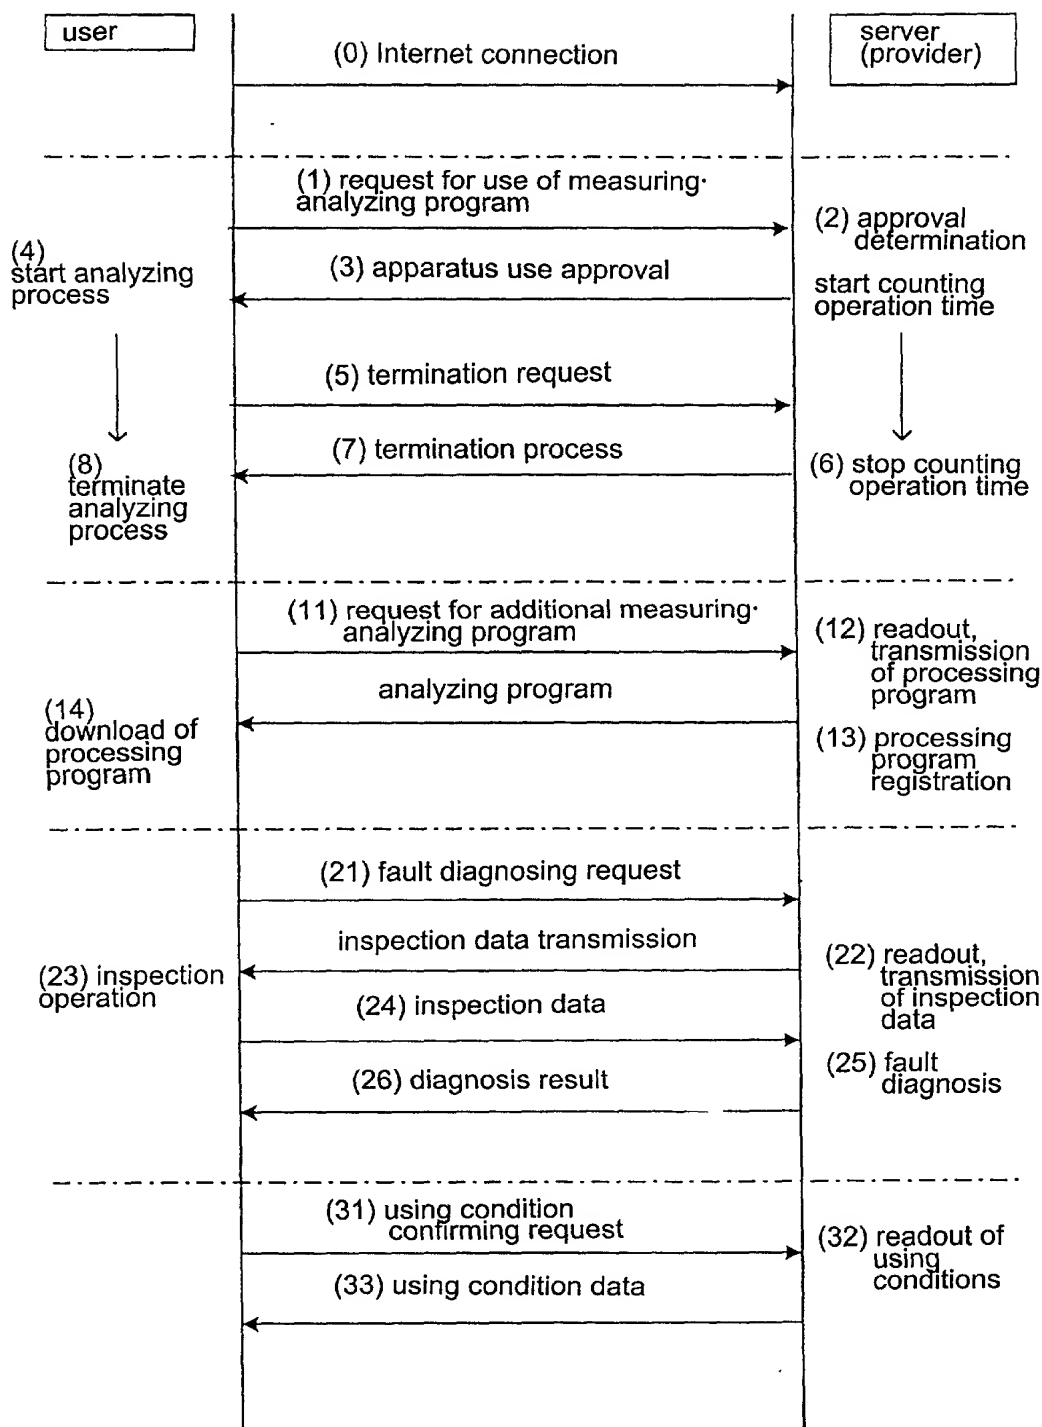 user
server
(provider)
(0) Internet connection
(1) request for use of measuring·
analyzing program
(2) approval
determination
(4)
start analyzing
process
(3) apparatus use approval
start counting
operation time
(5) termination request
(7) termination process
(8)
terminate
analyzing
process
(6) stop counting
operation time
(11) request for additional measuring·
analyzing program
(12) readout,
transmission
of processing
program
analyzing program
(14)
download of
processing
program
(13) processing
program
registration
(21) fault diagnosing request
inspection data transmission
(22) readout,
transmission
of inspection
data
(23) inspection
operation
(24) inspection data
(25) fault
diagnosis
(26) diagnosis result
(31) using condition
confirming request
(32) readout of
using
conditions
(33) using condition data